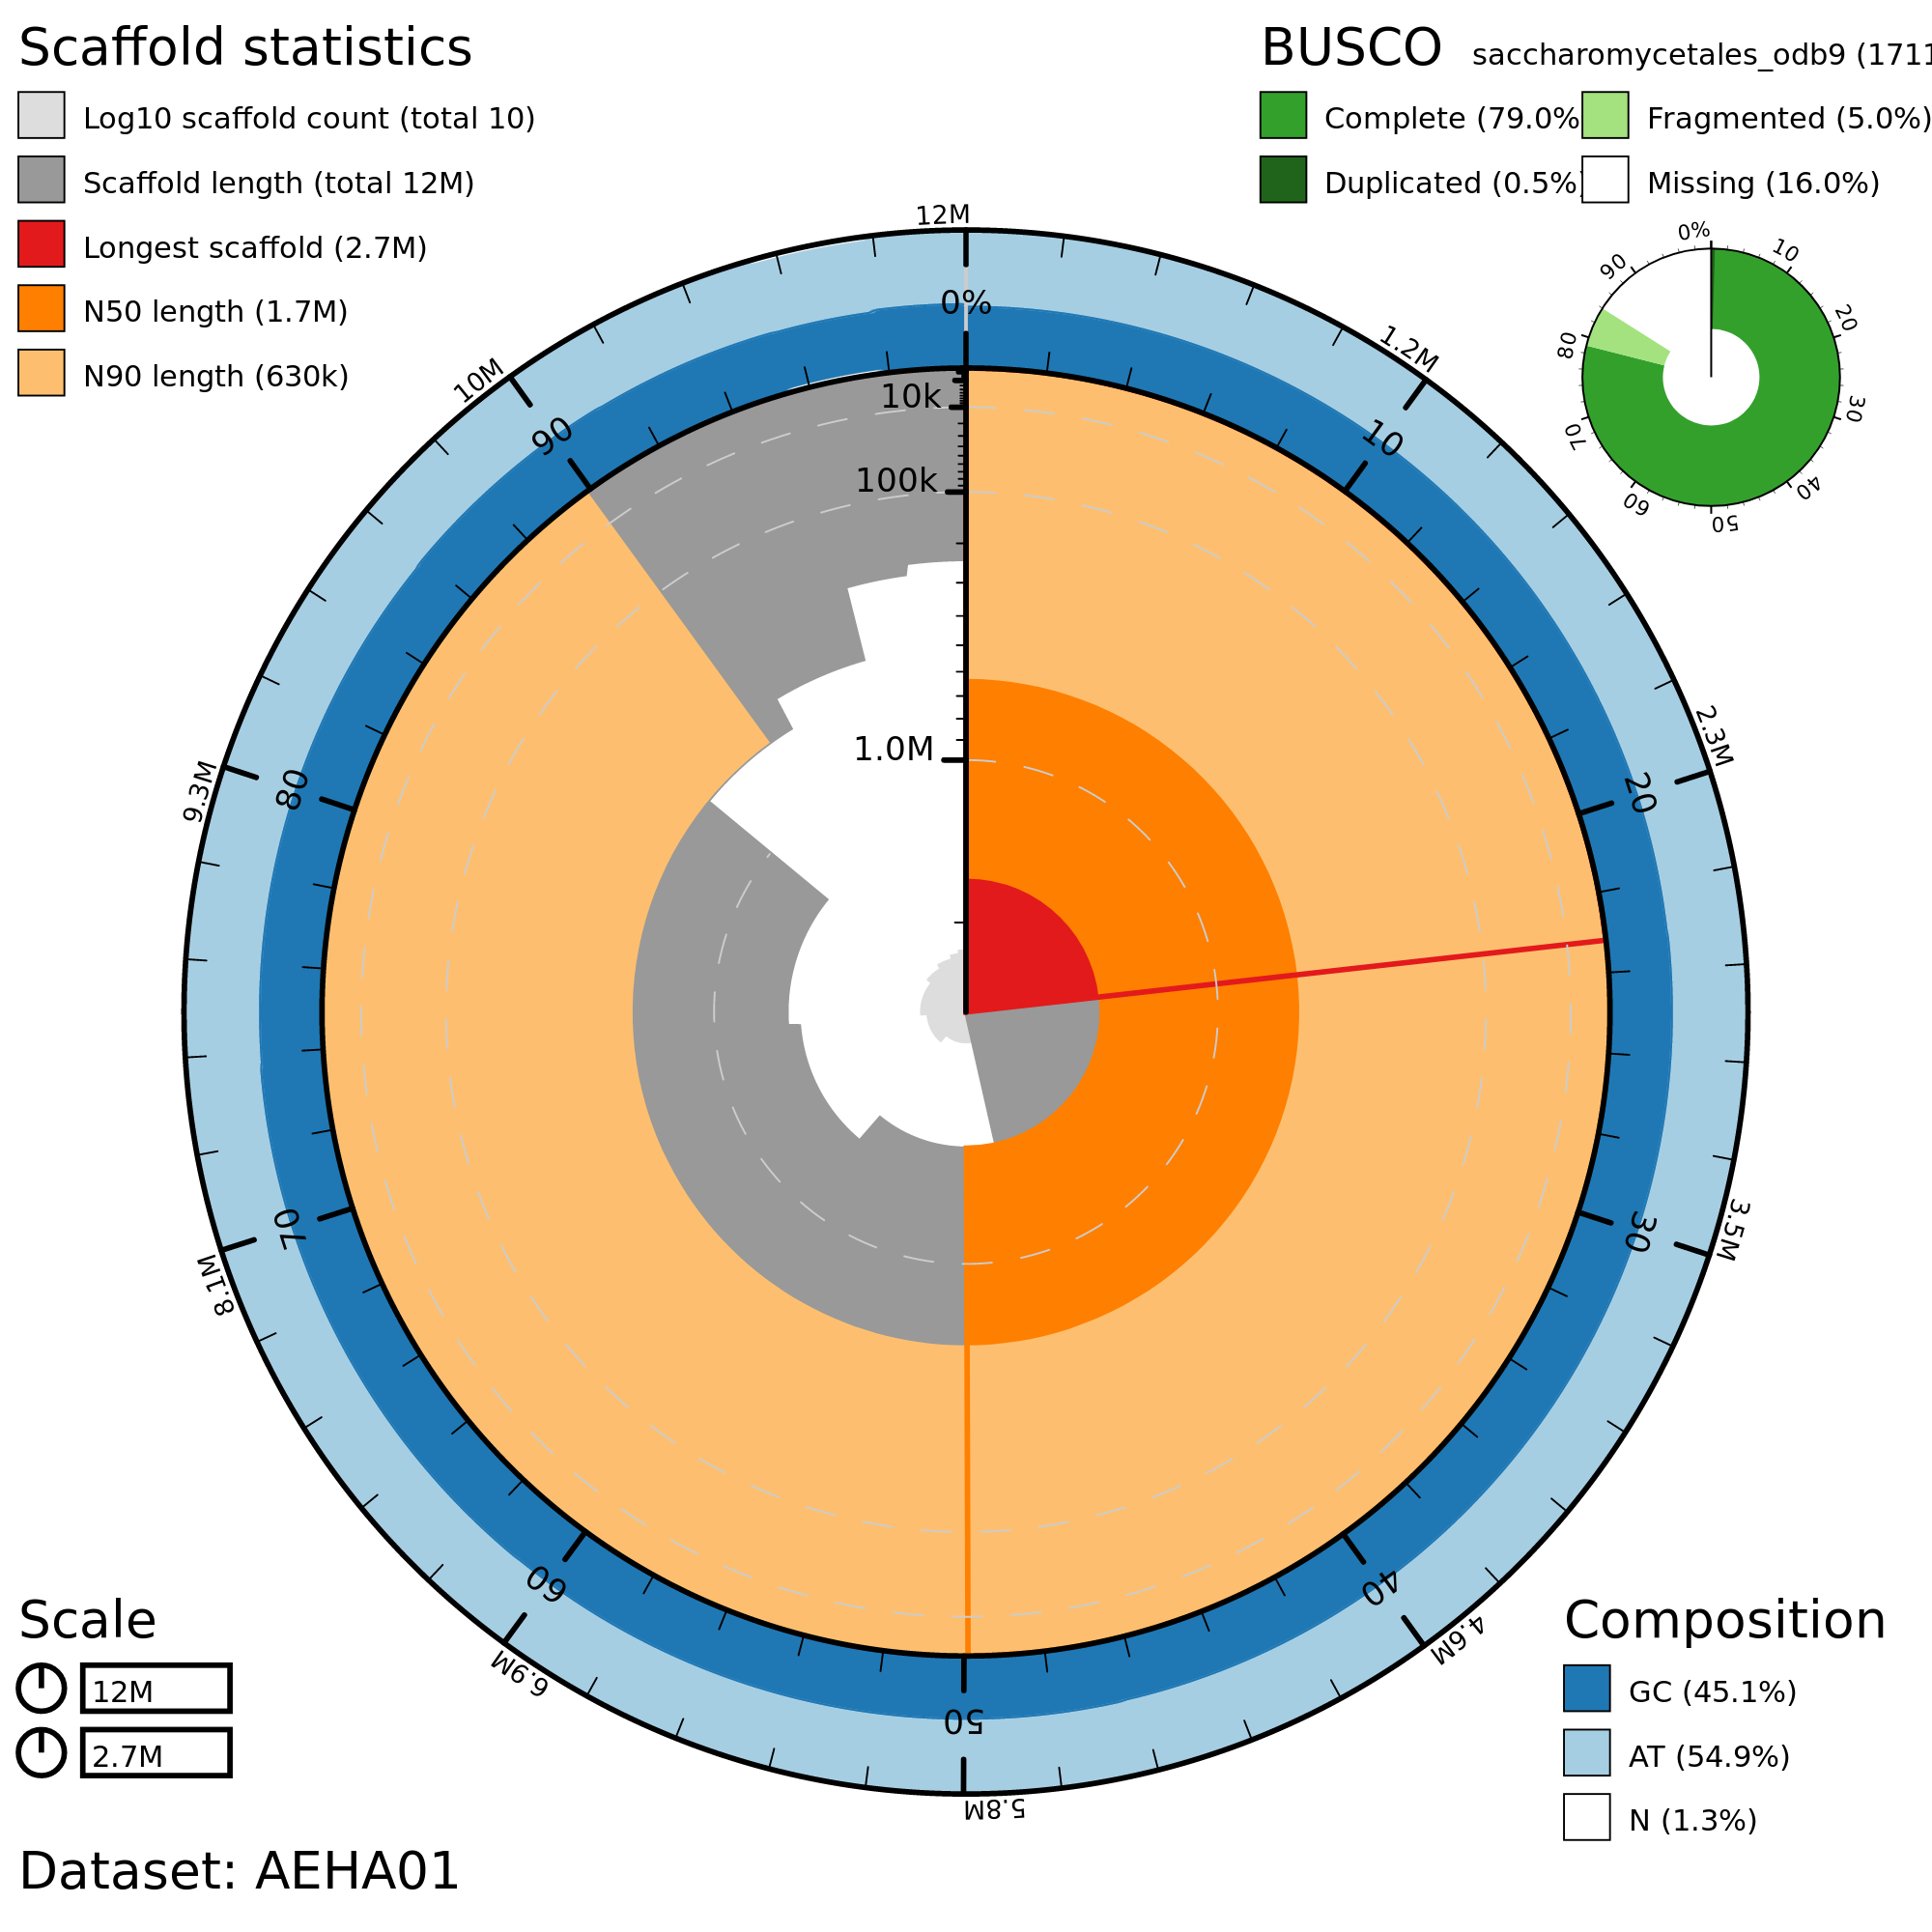 Scaffold statistics
Log10 scaffold count (total 10)
Scaffold length (total 12M)
Longest scaffold (2.7M)
N50 length (1.7M)
N90 length (630k)
BUSCO saccharomycetales_odb9 (1711
Complete (79.0%
Fragmented (5.0%)
Duplicated (0.5%)
Missing (16.0%)
0%
10
20
30
40
50
60
70
80
90
12M
1.2M
2.3M
3.5M
4.6M
5.8M
6.9M
8.1M
9.3M
10M
0%
10
20
30
40
50
60
70
80
90
10k
100k
1.0M
Scale
12M
2.7M
Composition
GC (45.1%)
AT (54.9%)
N (1.3%)
Dataset: AEHA01